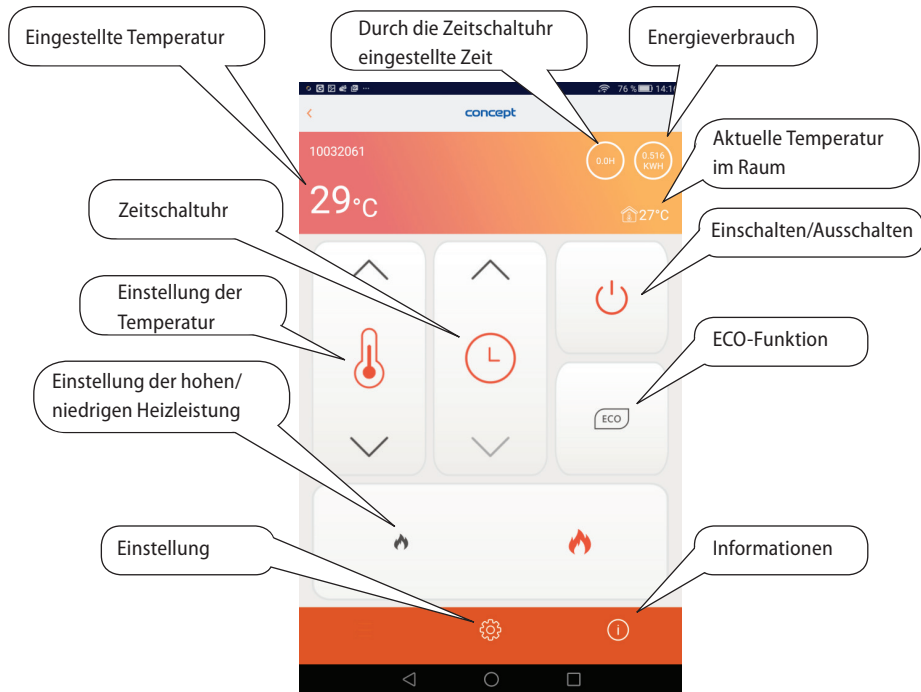 Eingestellte Temperatur
Durch die Zeitschaltuhr
eingestellte Zeit
Energieverbrauch
76 % 14:16
concept
10032061
0.0H
0.516
KWH
Aktuelle Temperatur
im Raum
29°C
27°C
Zeitschaltuhr
Einschalten/Ausschalten
Einstellung der
Temperatur
ECO-Funktion
Einstellung der hohen/
niedrigen Heizleistung
ECO
Einstellung
Informationen